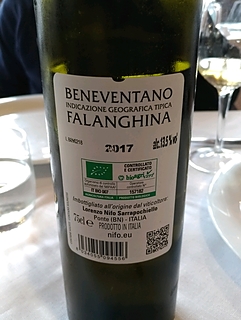 BENEVENTANO
INDICAZIONE GEOGRAFICA TIPICA
FALANGHINA
2017
alc. 13,5% vol
CONTROLLATO
E CERTIFICATO
IT BIO 007
Imbottigliato all'origine dal viticoltore
Lorenzo Nifo Sarrapochiello
Ponte (BN) - ITALIA
75cl e
PRODOTTO IN ITALIA
nifo.eu